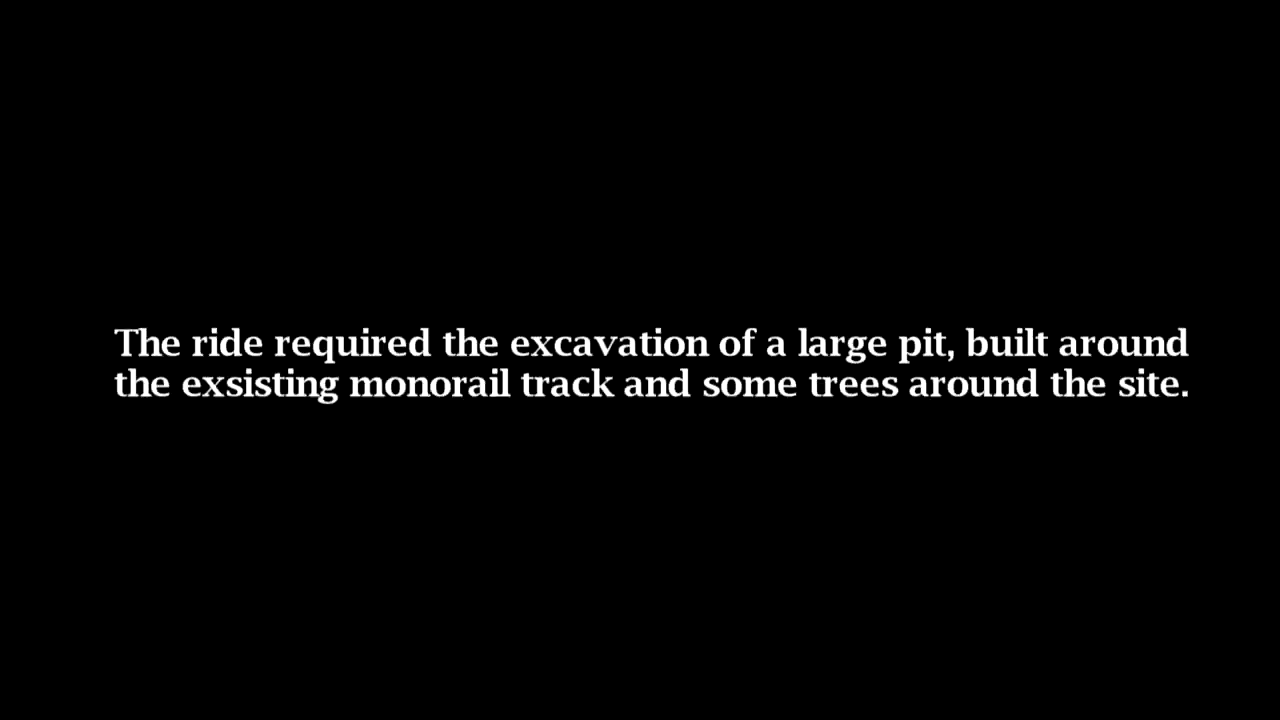 The ride required the excavation of a large pit, built around
the exsisting monorail track and some trees around the site.